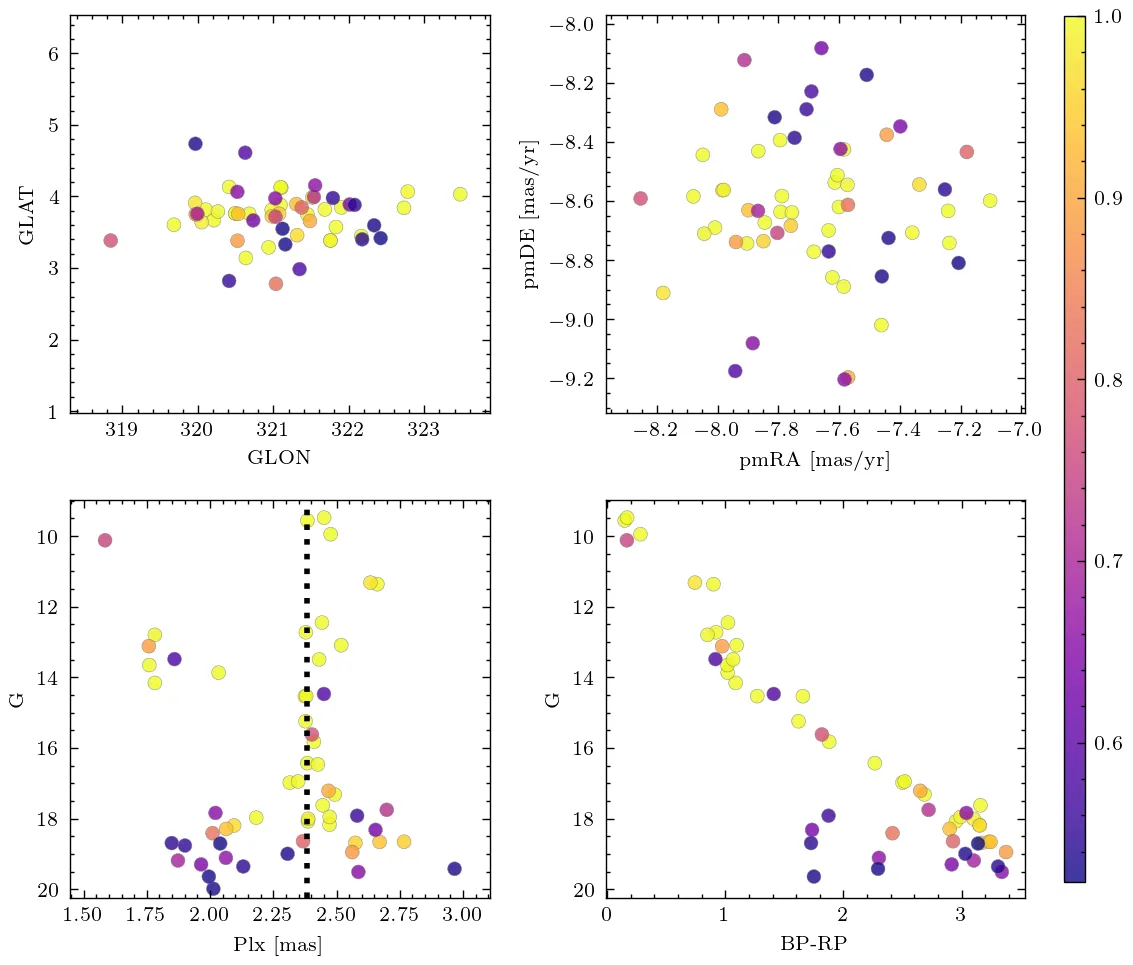 6
5
4
3
2
1
GLAT
319 320 321 322 323
GLON
−8.0
−8.2
−8.4
−8.6
−8.8
−9.0
−9.2
pmDE [mas/yr]
−8.2 −8.0 −7.8 −7.6 −7.4 −7.2 −7.0
pmRA [mas/yr]
1.0
0.9
0.8
0.7
0.6
10
12
14
16
18
20
G
1.50 1.75 2.00 2.25 2.50 2.75 3.00
Plx [mas]
10
12
14
16
18
20
G
0 1 2 3
BP-RP